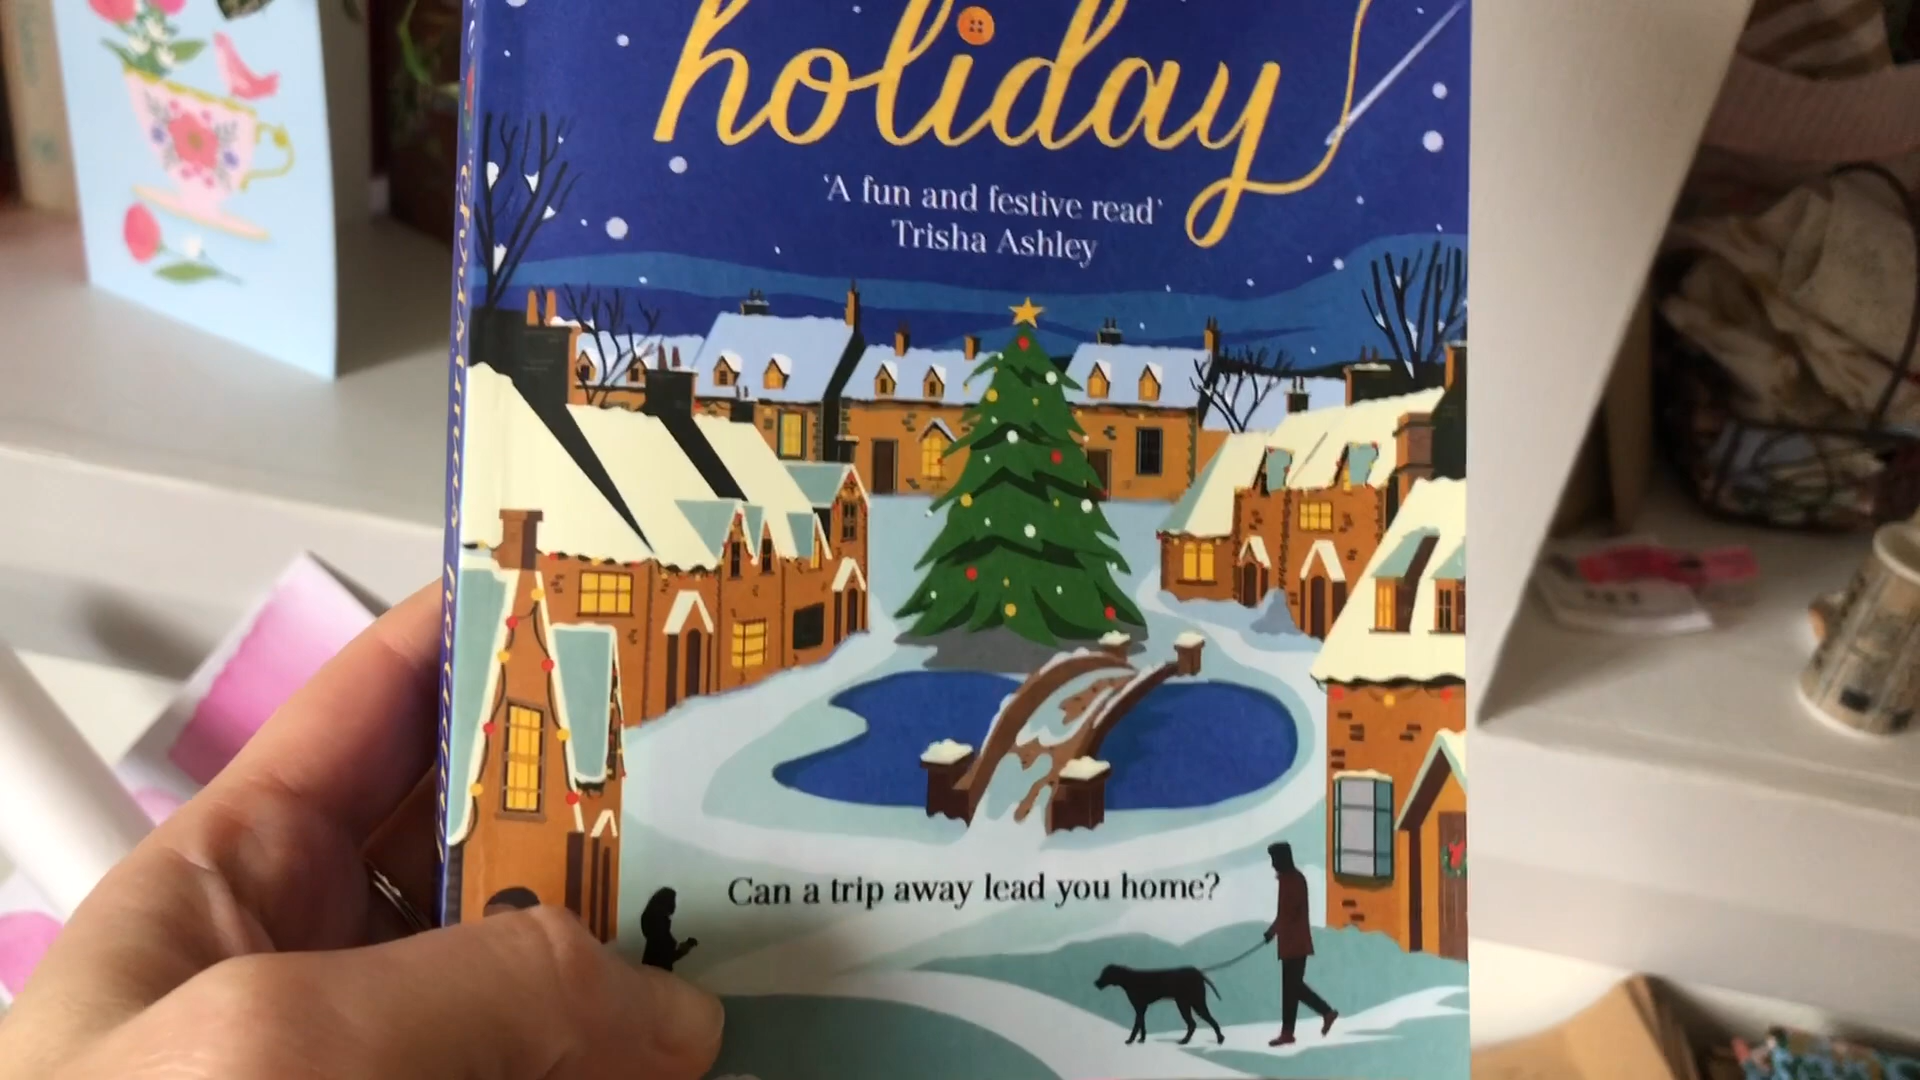 holiday
‘A fun and festive read’
Trisha Ashley
Can a trip away lead you home?